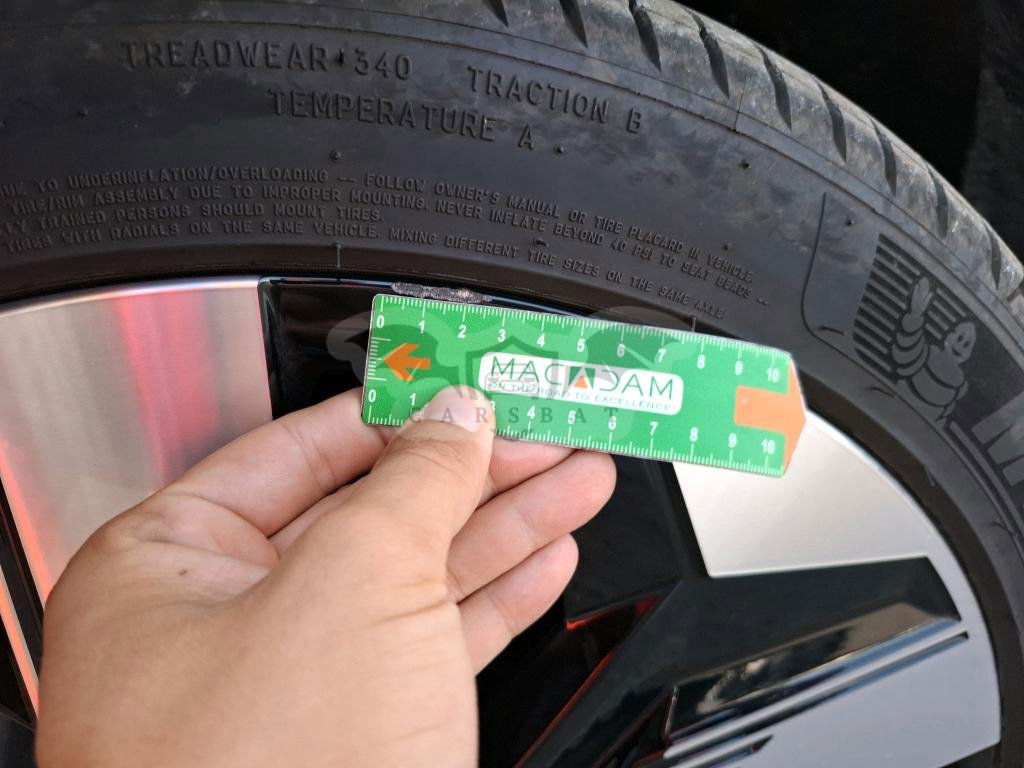 TREADWEAR 340 TRACTION B
TEMPERATURE A
DUE TO UNDERINFLATION/OVERLOADING -- FOLLOW OWNER'S MANUAL OR TIRE PLACARD IN VEHICLE.
TIRE/RIM ASSEMBLY DUE TO IMPROPER MOUNTING. NEVER INFLATE BEYOND 40 PSI TO SEAT BEADS --
TRAINED PERSONS SHOULD MOUNT TIRES.
TIRES WITH RADIALS ON THE SAME VEHICLE. MIXING DIFFERENT TIRE SIZES ON THE SAME AXLE
0 1 2 3 4 5 6 7 8 9 10
MACADAM
ON THE ROAD TO EXCELLENCE
CARSBAT
0 1 3 4 5 6 7 8 9 10